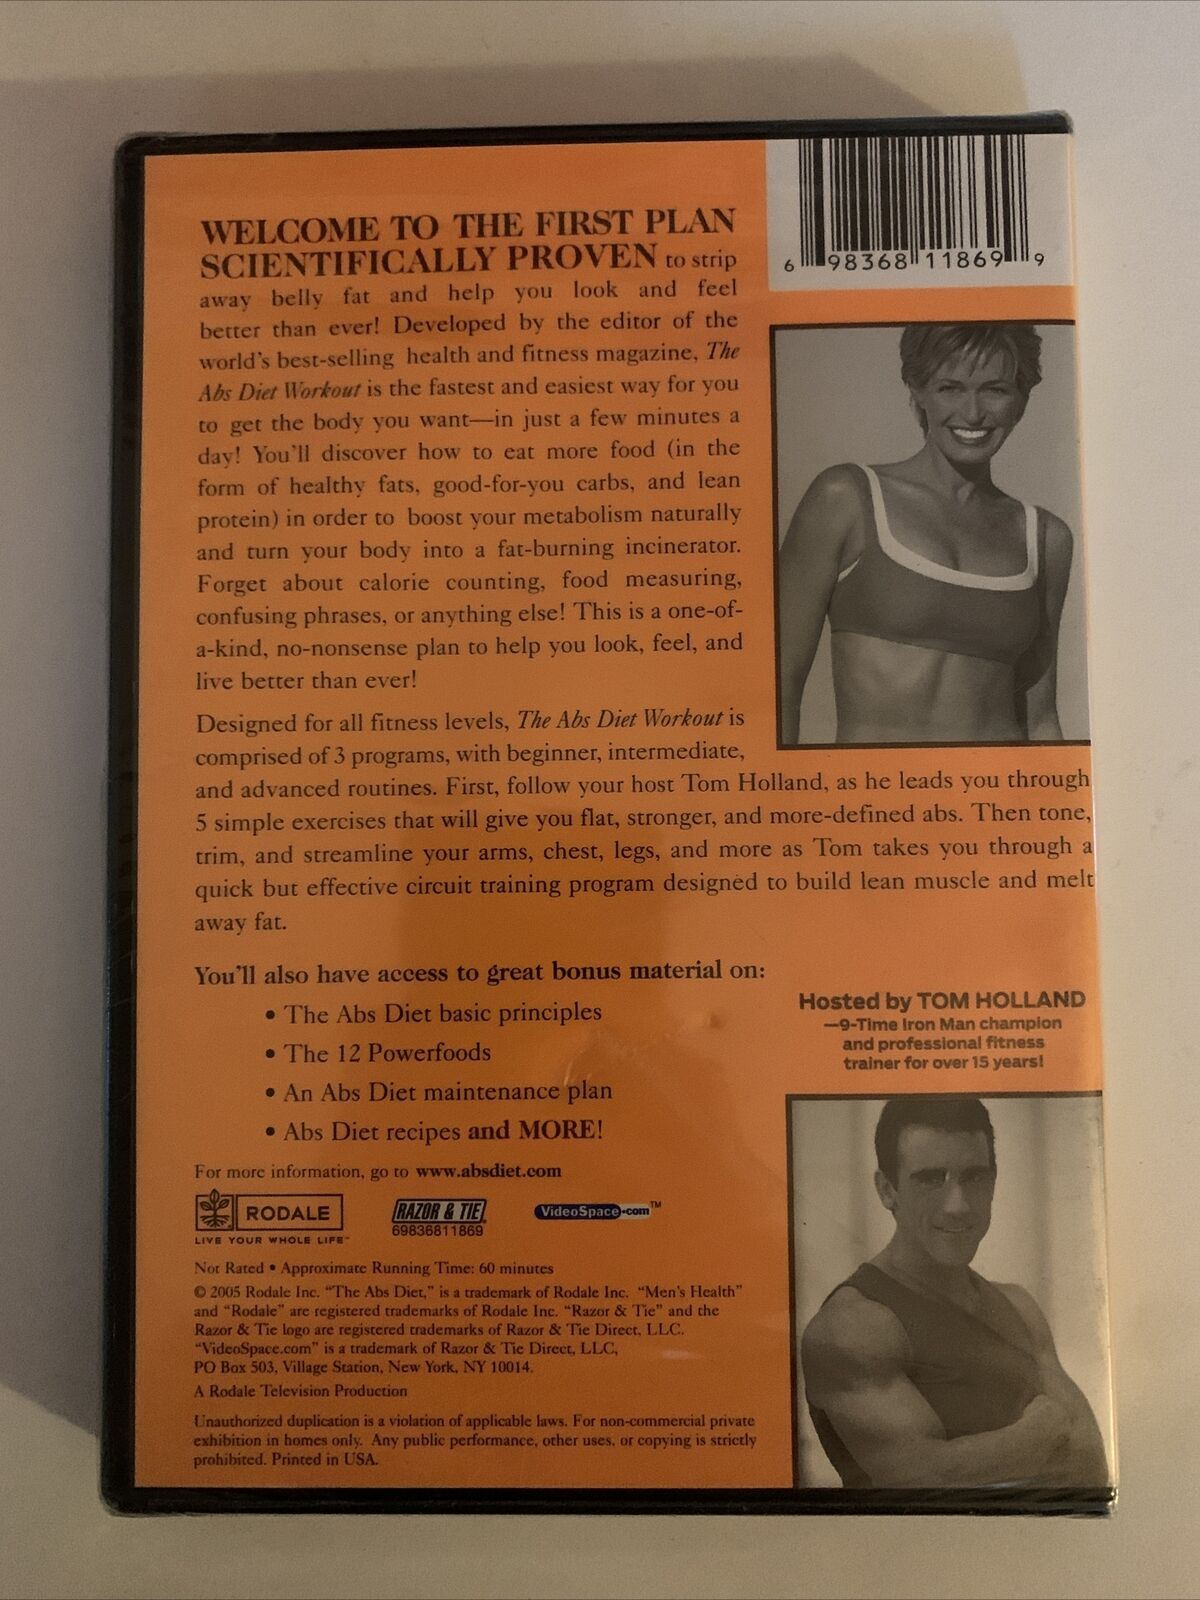 WELCOME TO THE FIRST PLAN
SCIENTIFICALLY PROVEN to strip
away belly fat and help you look and feel
better than ever! Developed by the editor of the
world's best-selling health and fitness magazine, The
Abs Diet Workout is the fastest and easiest way for you
to get the body you want—in just a few minutes a
day! You'll discover how to eat more food (in the
form of healthy fats, good-for-you carbs, and lean
protein) in order to boost your metabolism naturally
and turn your body into a fat-burning incinerator.
Forget about calorie counting, food measuring,
confusing phrases, or anything else! This is a one-of-
a-kind, no-nonsense plan to help you look, feel, and
live better than ever!
Designed for all fitness levels, The Abs Diet Workout is
comprised of 3 programs, with beginner, intermediate,
and advanced routines. First, follow your host Tom Holland, as he leads you through
5 simple exercises that will give you flat, stronger, and more-defined abs. Then tone,
trim, and streamline your arms, chest, legs, and more as Tom takes you through a
quick but effective circuit training program designed to build lean muscle and melt
away fat.
You'll also have access to great bonus material on:
• The Abs Diet basic principles
• The 12 Powerfoods
• An Abs Diet maintenance plan
• Abs Diet recipes and MORE!
For more information, go to www.absdiet.com
RODALE
LIVE YOUR WHOLE LIFE™
RAZOR & TIE
69836811869
VideoSpace.com™
Not Rated • Approximate Running Time: 60 minutes
© 2005 Rodale Inc. "The Abs Diet," is a trademark of Rodale Inc. "Men's Health"
and "Rodale" are registered trademarks of Rodale Inc. "Razor & Tie" and the
Razor & Tie logo are registered trademarks of Razor & Tie Direct, LLC.
"VideoSpace.com" is a trademark of Razor & Tie Direct, LLC,
PO Box 503, Village Station, New York, NY 10014.
A Rodale Television Production
Unauthorized duplication is a violation of applicable laws. For non-commercial private
exhibition in homes only. Any public performance, other uses, or copying is strictly
prohibited. Printed in USA.
6 98368 11869 9
Hosted by TOM HOLLAND
—9-Time Iron Man champion
and professional fitness
trainer for over 15 years!